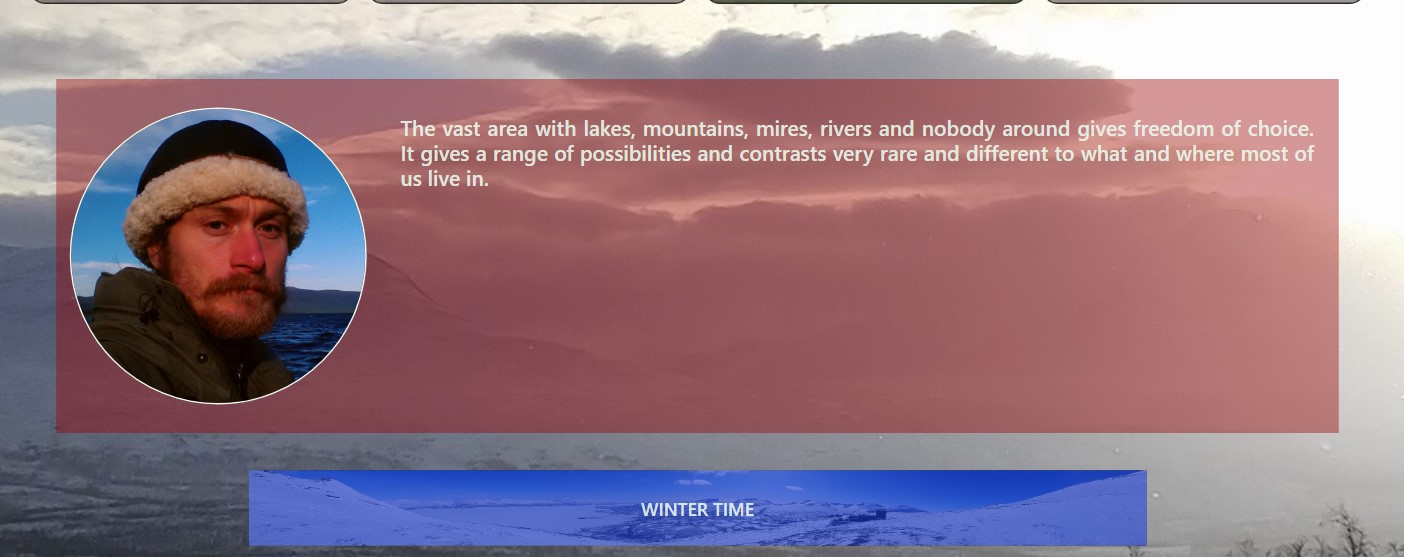 The vast area with lakes, mountains, mires, rivers and nobody around gives freedom of choice.
It gives a range of possibilities and contrasts very rare and different to what and where most of
us live in.
WINTER TIME